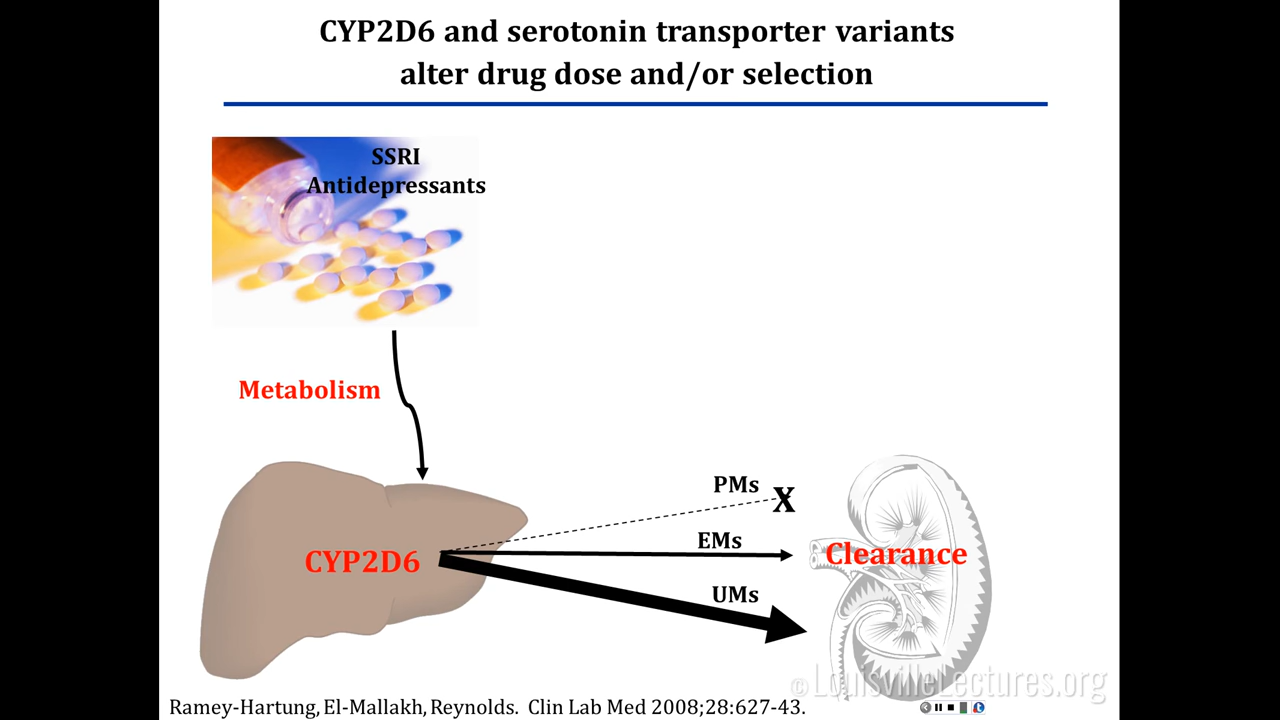 CYP2D6 and serotonin transporter variants
alter drug dose and/or selection
SSRI
Antidepressants
Metabolism
CYP2D6
PMs
X
EMs
UMs
Clearance
© LouisvilleLectures.org
Ramey-Hartung, El-Mallakh, Reynolds. Clin Lab Med 2008;28:627-43.